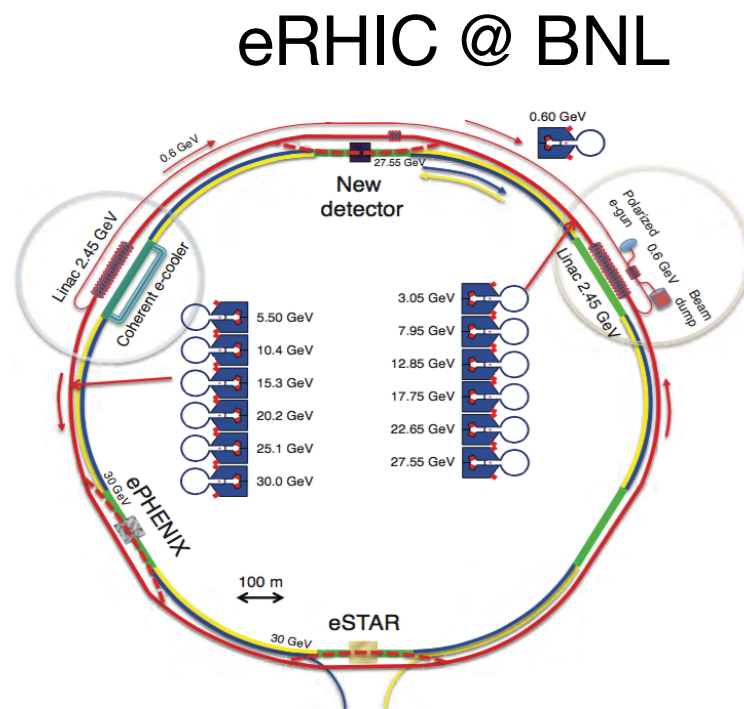 eRHIC @ BNL
0.60 GeV
0.6 GeV
27.55 GeV
New
detector
Linac 2.45 GeV
Coherent e-cooler
Polarized
e-gun
0.6 GeV
Beam
dump
Linac 2.45 GeV
5.50 GeV
10.4 GeV
15.3 GeV
20.2 GeV
25.1 GeV
30.0 GeV
3.05 GeV
7.95 GeV
12.85 GeV
17.75 GeV
22.65 GeV
27.55 GeV
30 GeV
ePHENIX
100 m
eSTAR
30 GeV